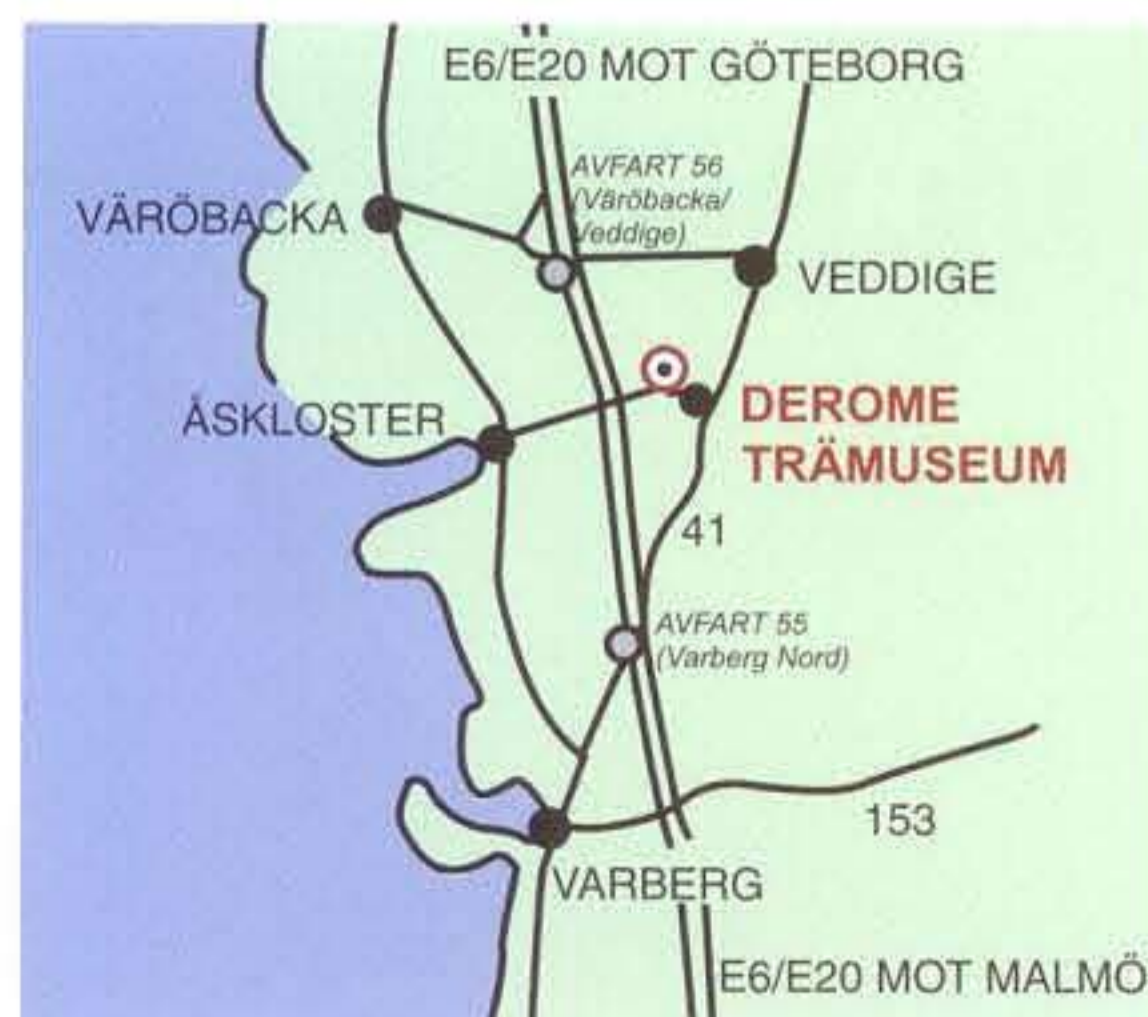 E6/E20 MOT GÖTEBORG
AVFART 56
(Väröbacka/
Veddige)
VÄRÖBACKA
VEDDIGE
DEROME
TRÄMUSEUM
ÅSKLOSTER
41
AVFART 55
(Varberg Nord)
153
VARBERG
E6/E20 MOT MALMÖ